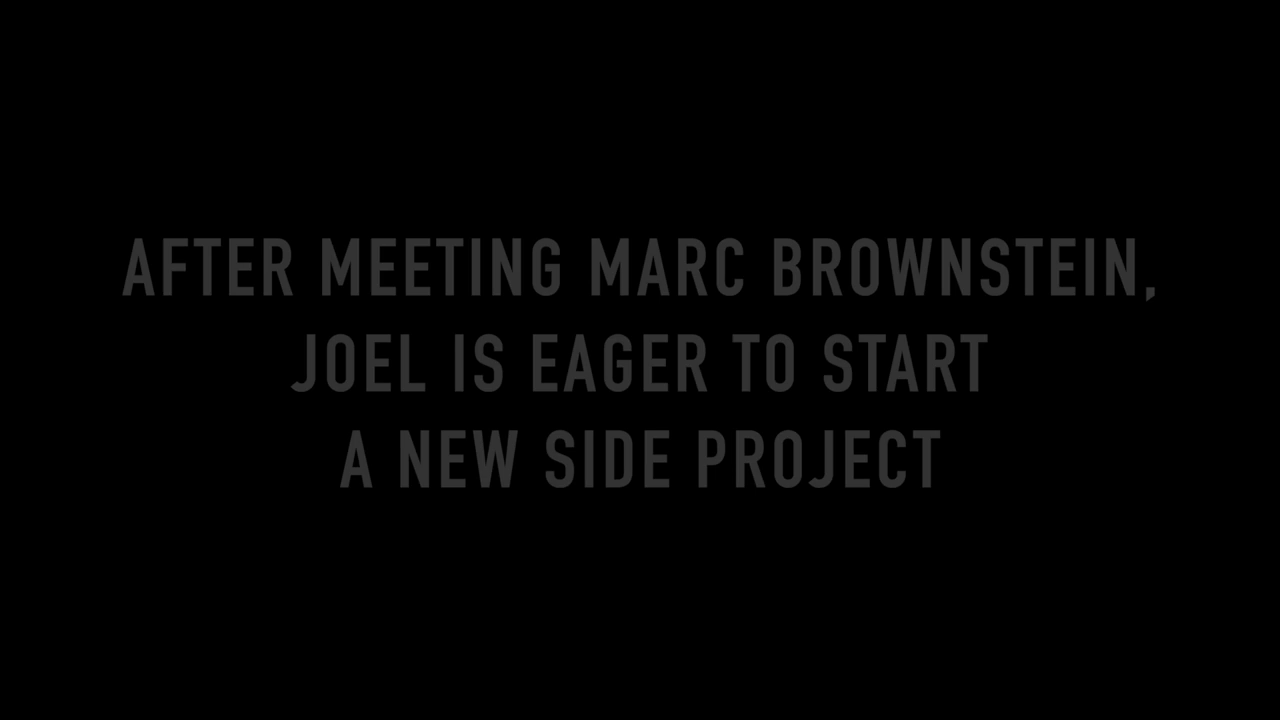 AFTER MEETING MARC BROWNSTEIN,
JOEL IS EAGER TO START
A NEW SIDE PROJECT